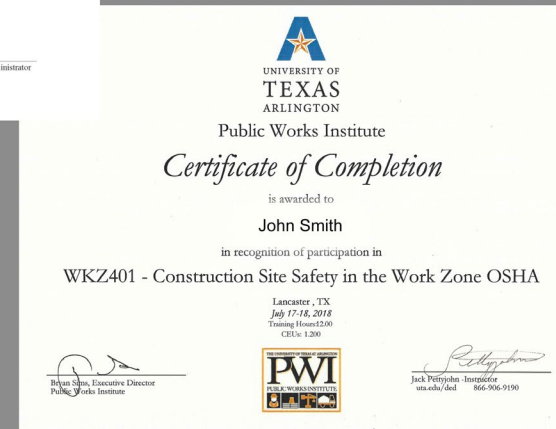 inistrator
UNIVERSITY OF
TEXAS
ARLINGTON
Public Works Institute
Certificate of Completion
is awarded to
John Smith
in recognition of participation in
WKZ401 - Construction Site Safety in the Work Zone OSHA
Lancaster , TX
July 17-18, 2018
Training Hours:12.00
CEUs: 1.200
THE UNIVERSITY OF TEXAS AT ARLINGTON
PWI
PUBLIC WORKS INSTITUTE
Bryan Sims, Executive Director
Public Works Institute
Jack Pettyjohn -Instructor
uta.edu/ded 866-906-9190